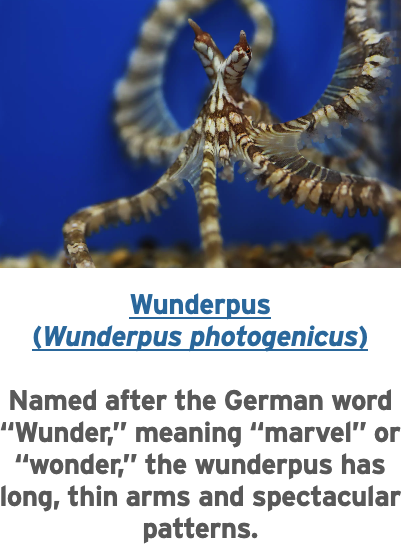 Wunderpus
(Wunderpus photogenicus)
Named after the German word
“Wunder,” meaning “marvel” or
“wonder,” the wunderpus has
long, thin arms and spectacular
patterns.